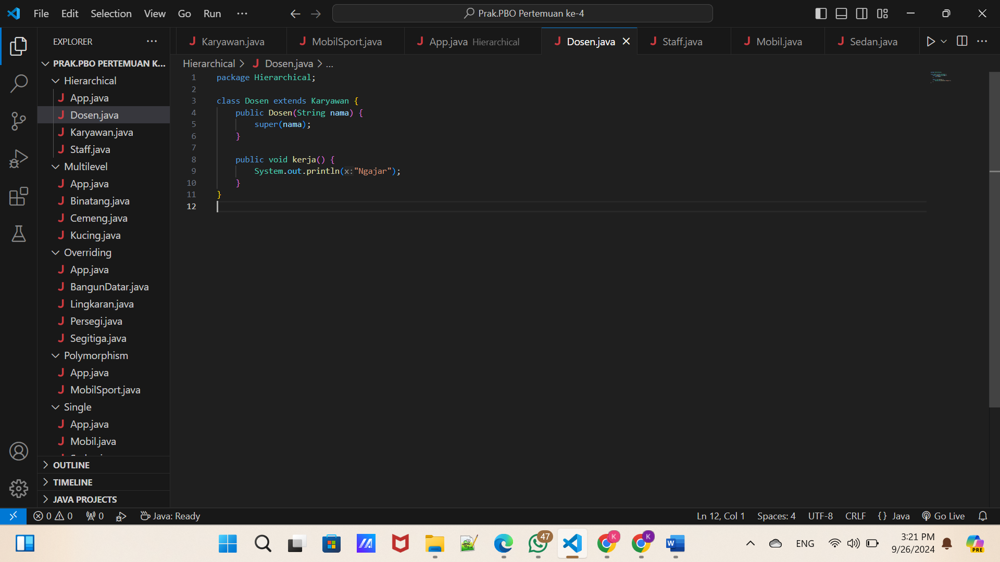 File Edit Selection View Go Run ...
Prak.PBO Pertemuan ke-4
EXPLORER
Karyawan.java MobilSport.java App.java Hierarchical Dosen.java Staff.java Mobil.java Sedan.java
PRAK.PBO PERTEMUAN K...
Hierarchical
App.java
Dosen.java
Karyawan.java
Staff.java
Multilevel
App.java
Binatang.java
Cemeng.java
Kucing.java
Overriding
App.java
BangunDatar.java
Lingkaran.java
Persegi.java
Segitiga.java
Polymorphism
App.java
MobilSport.java
Single
App.java
Mobil.java
OUTLINE
TIMELINE
JAVA PROJECTS
Hierarchical > Dosen.java > ...
1 package Hierarchical;
2
3 class Dosen extends Karyawan {
4 public Dosen(String nama) {
5 super(nama);
6 }
7
8 public void kerja() {
9 System.out.println(x:"Ngajar");
10 }
11 }
12
0 0 0 Java: Ready
Ln 12, Col 1 Spaces: 4 UTF-8 CRLF {} Java Go Live
47 K K W
ENG
3:21 PM
9/26/2024
PRE